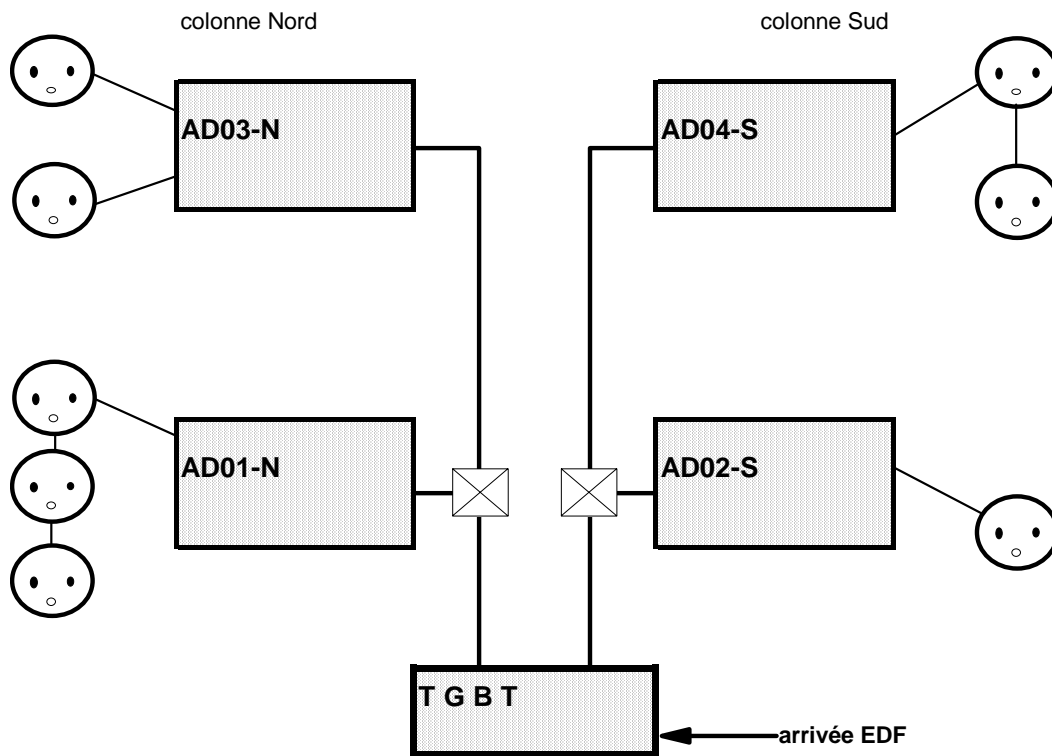 colonne Nord
colonne Sud
AD03-N
AD04-S
AD01-N
AD02-S
T G B T
arrivée EDF